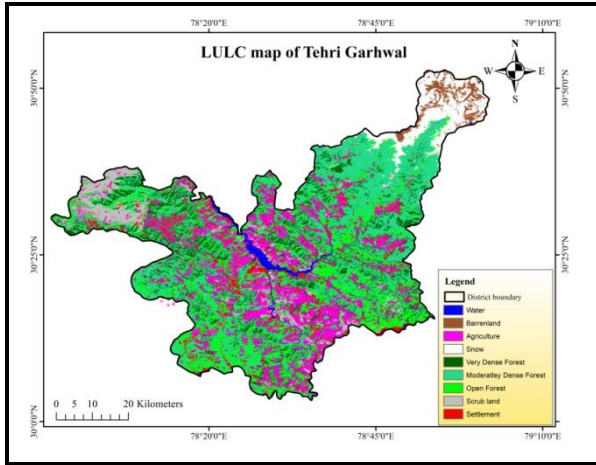 78°20'0"E
78°45'0"E
79°10'0"E
LULC map of Tehri Garhwal
N
W
E
S
30°50'0"N
30°50'0"N
30°25'0"N
30°25'0"N
Legend
District boundary
Water
Barrenland
Agriculture
Snow
Very Dense Forest
Moderatley Dense Forest
Open Forest
Scrub land
Settlement
0 5 10 20 Kilometers
30°0'0"N
30°0'0"N
78°20'0"E
78°45'0"E
79°10'0"E